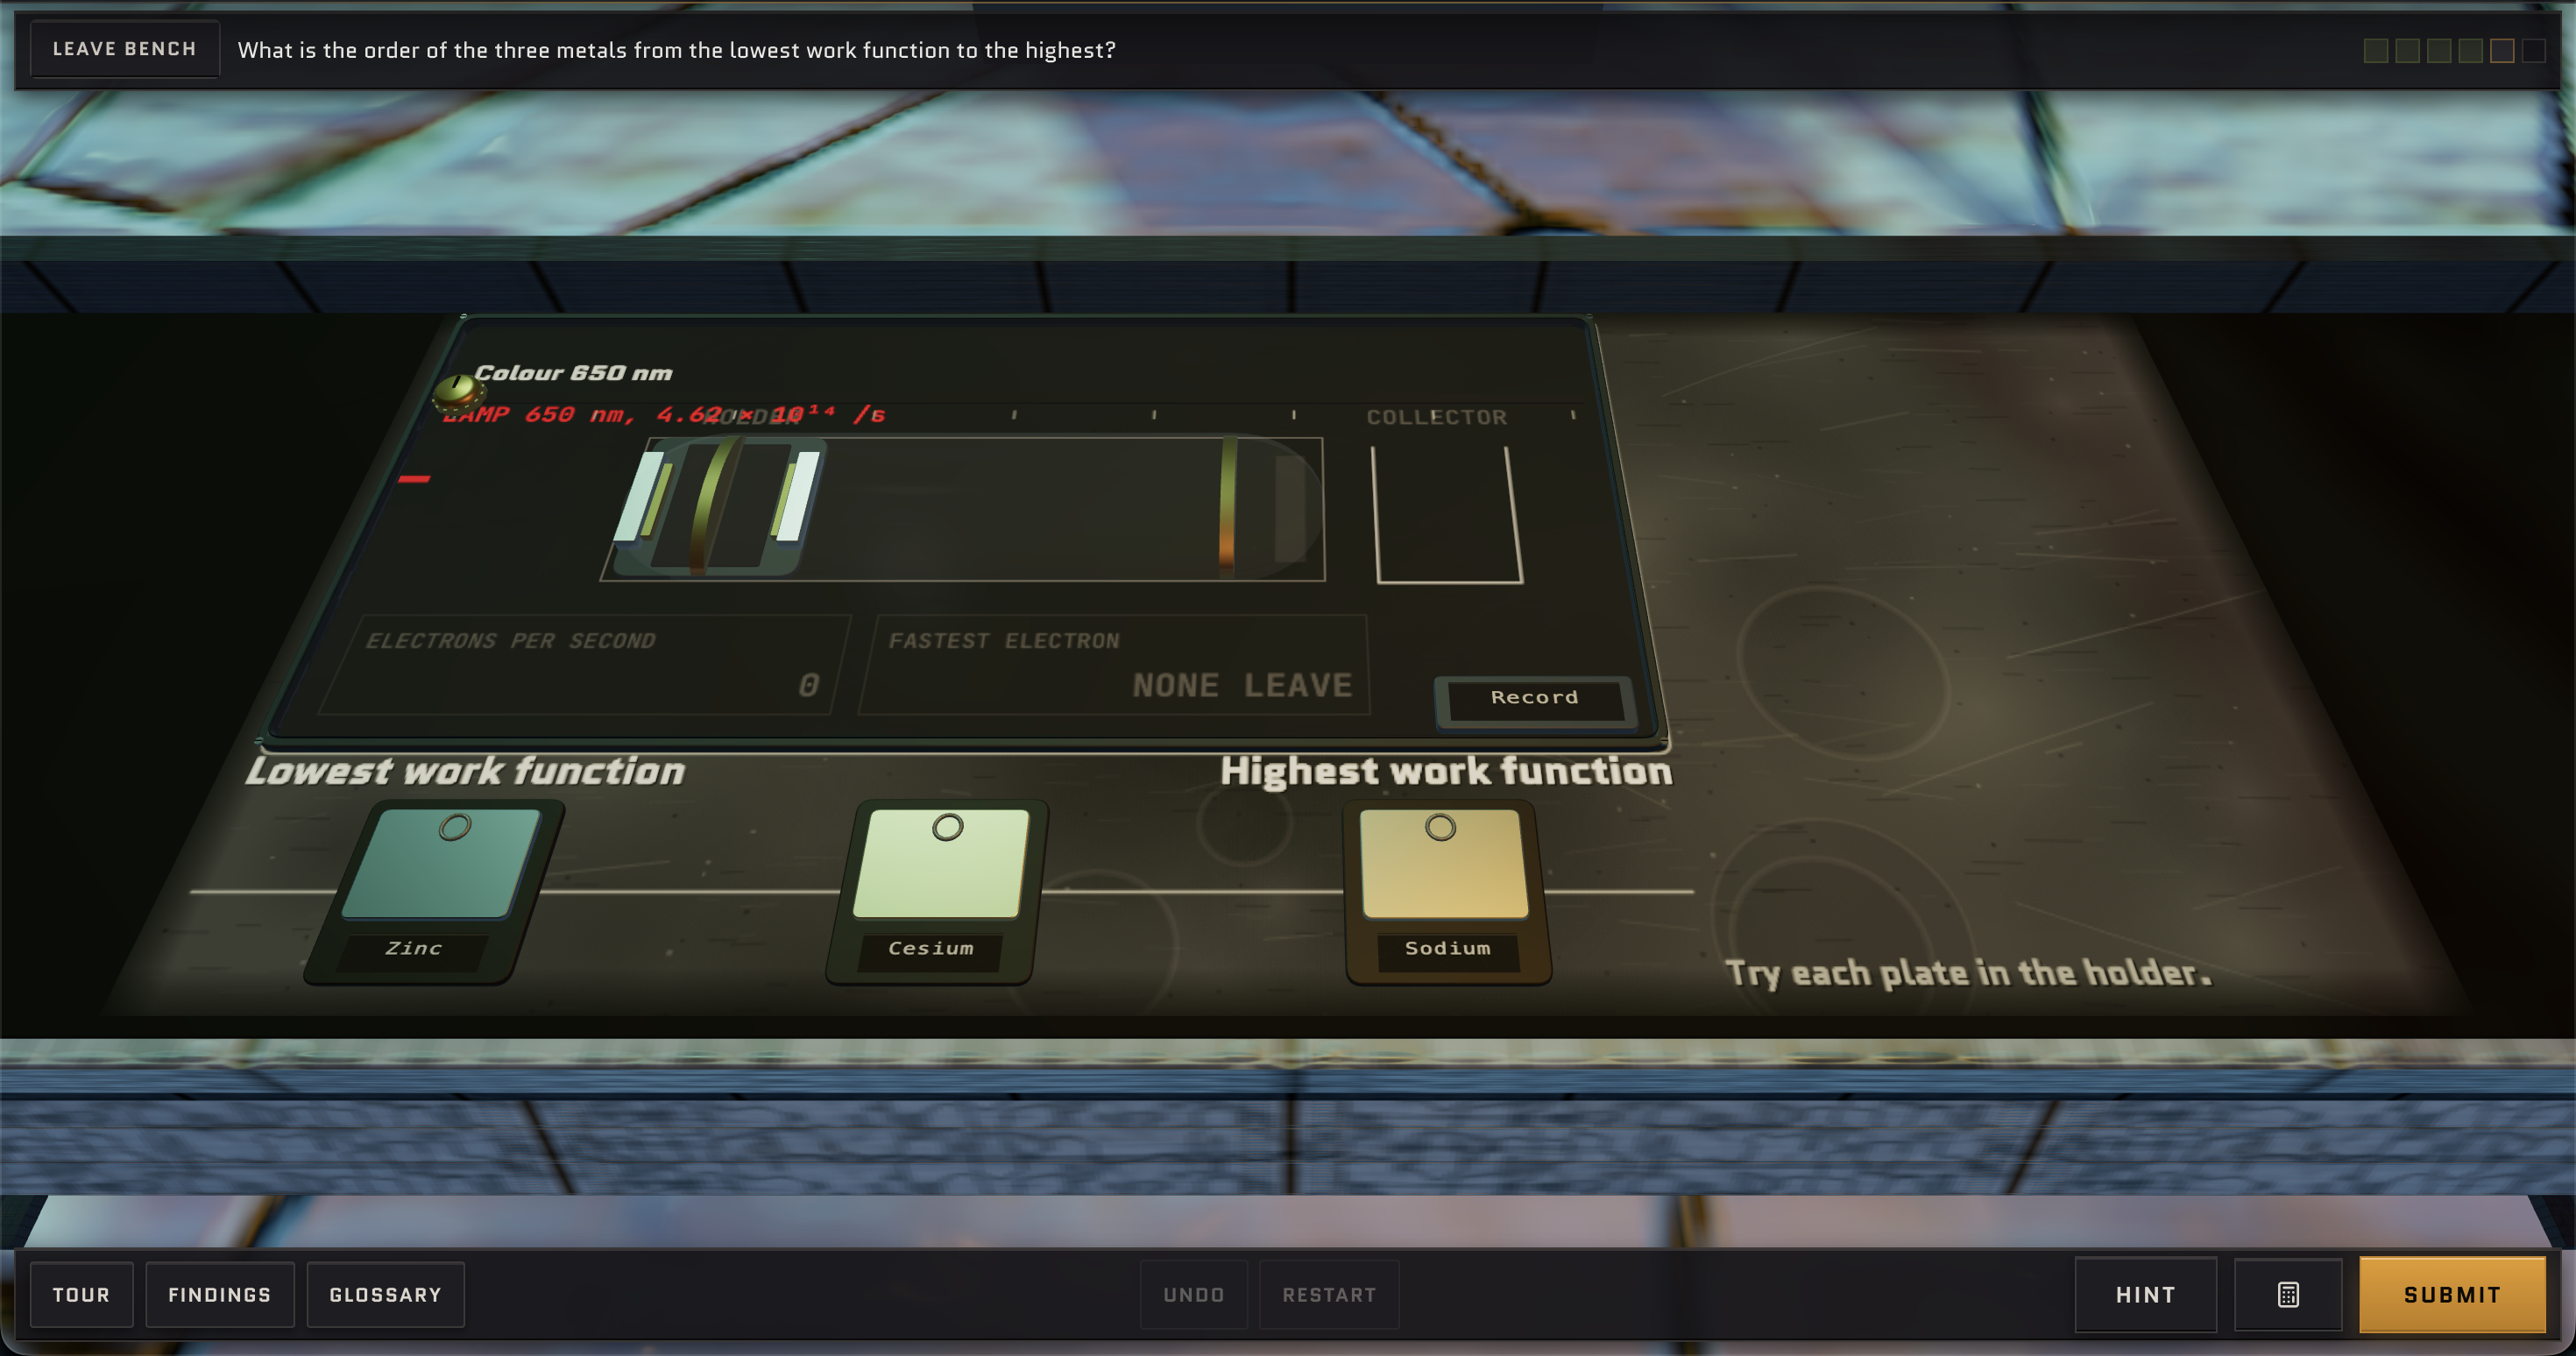 LEAVE BENCH
What is the order of the three metals from the lowest work function to the highest?
Colour 650 nm
LAMP 650 nm, 4.62 × 10¹⁴ /s
HOLDER
COLLECTOR
ELECTRONS PER SECOND
0
FASTEST ELECTRON
NONE LEAVE
Record
Lowest work function
Highest work function
Zinc
Cesium
Sodium
Try each plate in the holder.
TOUR
FINDINGS
GLOSSARY
UNDO
RESTART
HINT
SUBMIT